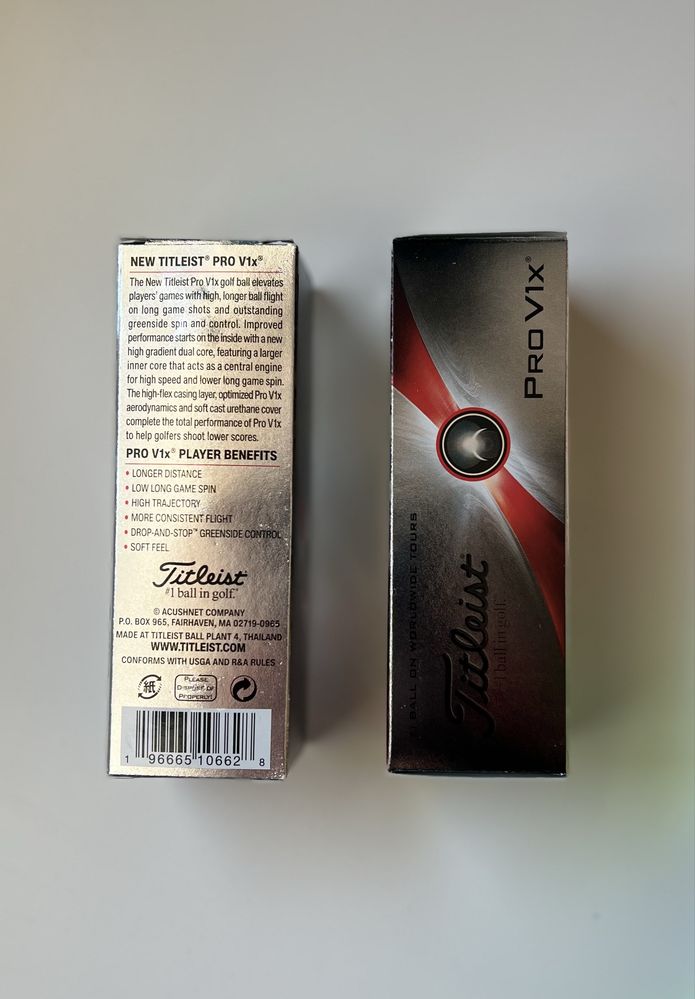 NEW TITLEIST® PRO V1x®
The New Titleist Pro V1x golf ball elevates
players' games with high, longer ball flight
on long game shots and outstanding
greenside spin and control. Improved
performance starts on the inside with a new
high gradient dual core, featuring a larger
inner core that acts as a central engine
for high speed and lower long game spin.
The high-flex casing layer, optimized Pro V1x
aerodynamics and soft cast urethane cover
complete the total performance of Pro V1x
to help golfers shoot lower scores.
PRO V1x® PLAYER BENEFITS
• LONGER DISTANCE
• LOW LONG GAME SPIN
• HIGH TRAJECTORY
• MORE CONSISTENT FLIGHT
• DROP-AND-STOP™ GREENSIDE CONTROL
• SOFT FEEL
Titleist®
#1 ball in golf.®
© ACUSHNET COMPANY
P.O. BOX 965, FAIRHAVEN, MA 02719-0965
MADE AT TITLEIST BALL PLANT 4, THAILAND
WWW.TITLEIST.COM
CONFORMS WITH USGA AND R&A RULES
紙
PLEASE
DISPOSE OF
PROPERLY!
1 96665 10662 8
PRO V1x®
#1 BALL ON WORLDWIDE TOURS
Titleist
#1 ball in golf.®